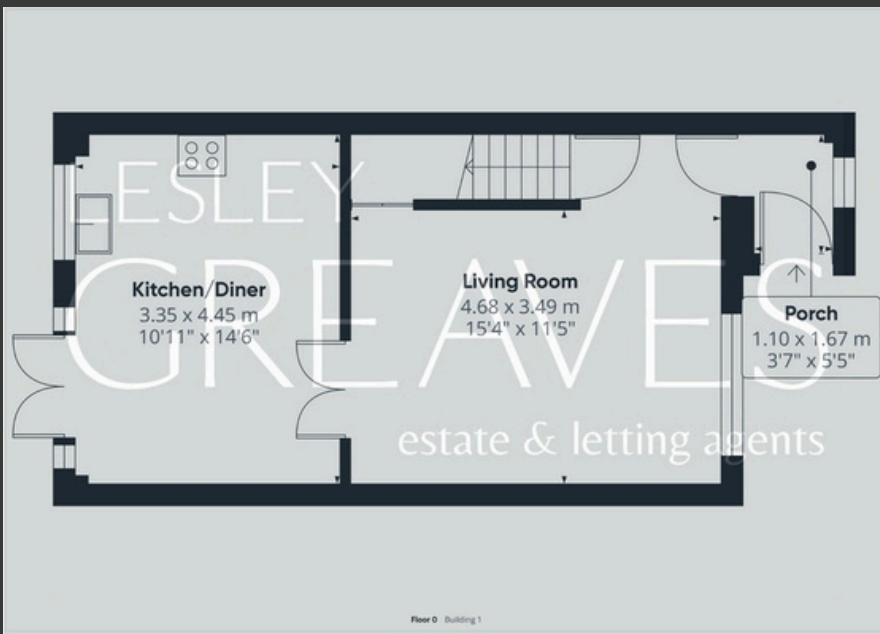 LESLEY
GREAVES
estate & letting agents
Kitchen/Diner
3.35 x 4.45 m
10'11" x 14'6"
Living Room
4.68 x 3.49 m
15'4" x 11'5"
Porch
1.10 x 1.67 m
3'7" x 5'5"
Floor 0 Building 1